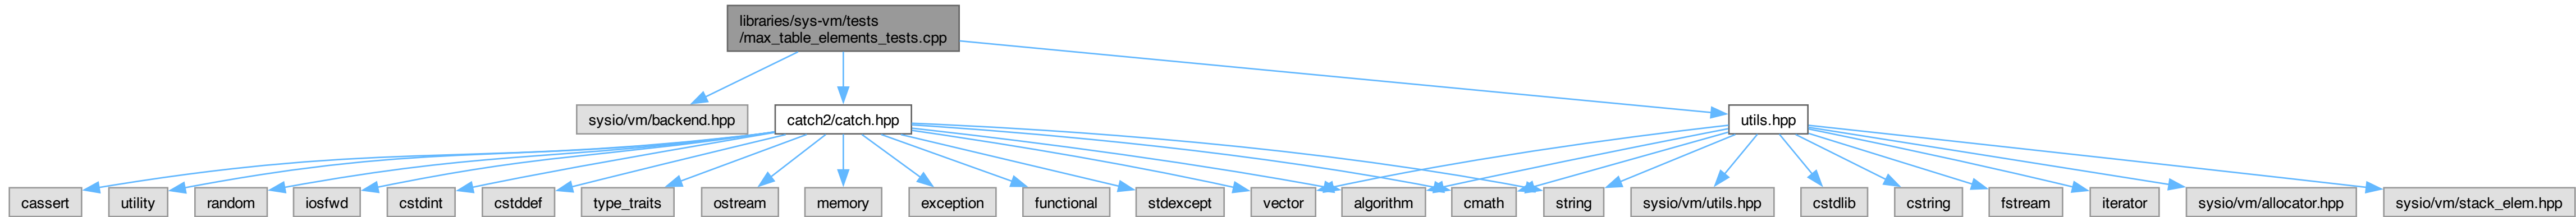 libraries/sys-vm/tests
/max_table_elements_tests.cpp
sysio/vm/backend.hpp
catch2/catch.hpp
utils.hpp
cassert
utility
random
iosfwd
cstdint
cstddef
type_traits
ostream
memory
exception
functional
stdexcept
vector
algorithm
cmath
string
sysio/vm/utils.hpp
cstdlib
cstring
fstream
iterator
sysio/vm/allocator.hpp
sysio/vm/stack_elem.hpp